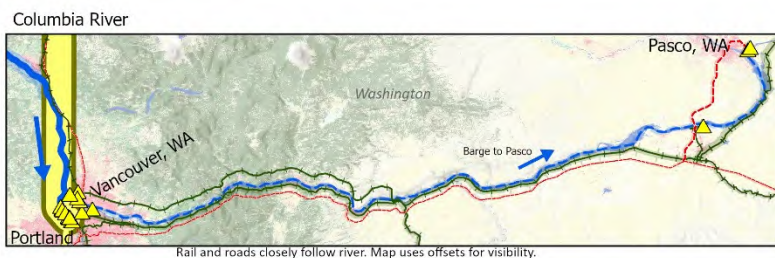 Columbia River
Pasco, WA
Washington
Barge to Pasco
Vancouver, WA
Portland
Rail and roads closely follow river. Map uses offsets for visibility.